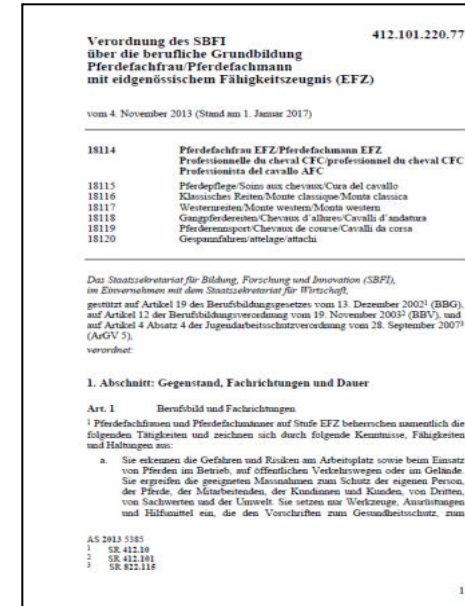 412.101.220.77
Verordnung des SBFI
über die berufliche Grundbildung
Pferdefachfrau/Pferdefachmann
mit eidgenössischem Fähigkeitszeugnis (EFZ)
vom 4. November 2013 (Stand am 1. Januar 2017)
18114 Pferdefachfrau EFZ/Pferdefachmann EFZ
Professionnelle du cheval CFC/professionnel du cheval CFC
Professionista del cavallo AFC
18115 Pferdepflege/Soins aux chevaux/Cura del cavallo
18116 Klassisches Reiten/Monte classique/Monta classica
18117 Westernreiten/Monte western/Monta western
18118 Gangpferdereiten/Chevaux d'allures/Cavalli d'andatura
18119 Pferderennsport/Chevaux de course/Cavalli da corsa
18120 Gespannfahren/attelage/attacchi
Das Staatssekretariat für Bildung, Forschung und Innovation (SBFI),
im Einvernehmen mit dem Staatssekretariat für Wirtschaft,
gestützt auf Artikel 19 des Berufsbildungsgesetzes vom 13. Dezember 2002¹ (BBG),
auf Artikel 12 der Berufsbildungsverordnung vom 19. November 2003² (BBV), und
auf Artikel 4 Absatz 4 der Jugendarbeitsschutzverordnung vom 28. September 2007³
(ArGV 5),
verordnet:
1. Abschnitt: Gegenstand, Fachrichtungen und Dauer
Art. 1 Berufsbild und Fachrichtungen
¹ Pferdefachfrauen und Pferdefachmänner auf Stufe EFZ beherrschen namentlich die
folgenden Tätigkeiten und zeichnen sich durch folgende Kenntnisse, Fähigkeiten
und Haltungen aus:
a. Sie erkennen die Gefahren und Risiken am Arbeitsplatz sowie beim Einsatz
von Pferden im Betrieb, auf öffentlichen Verkehrswegen oder im Gelände.
Sie ergreifen die geeigneten Massnahmen zum Schutz der eigenen Person,
der Pferde, der Mitarbeitenden, der Kundinnen und Kunden, von Dritten,
von Sachwerten und der Umwelt. Sie setzen nur Werkzeuge, Ausrüstungen
und Hilfsmittel ein, die den Vorschriften zum Gesundheitsschutz, zum
AS 2013 5385
1 SR 412.10
2 SR 412.101
3 SR 822.115
1